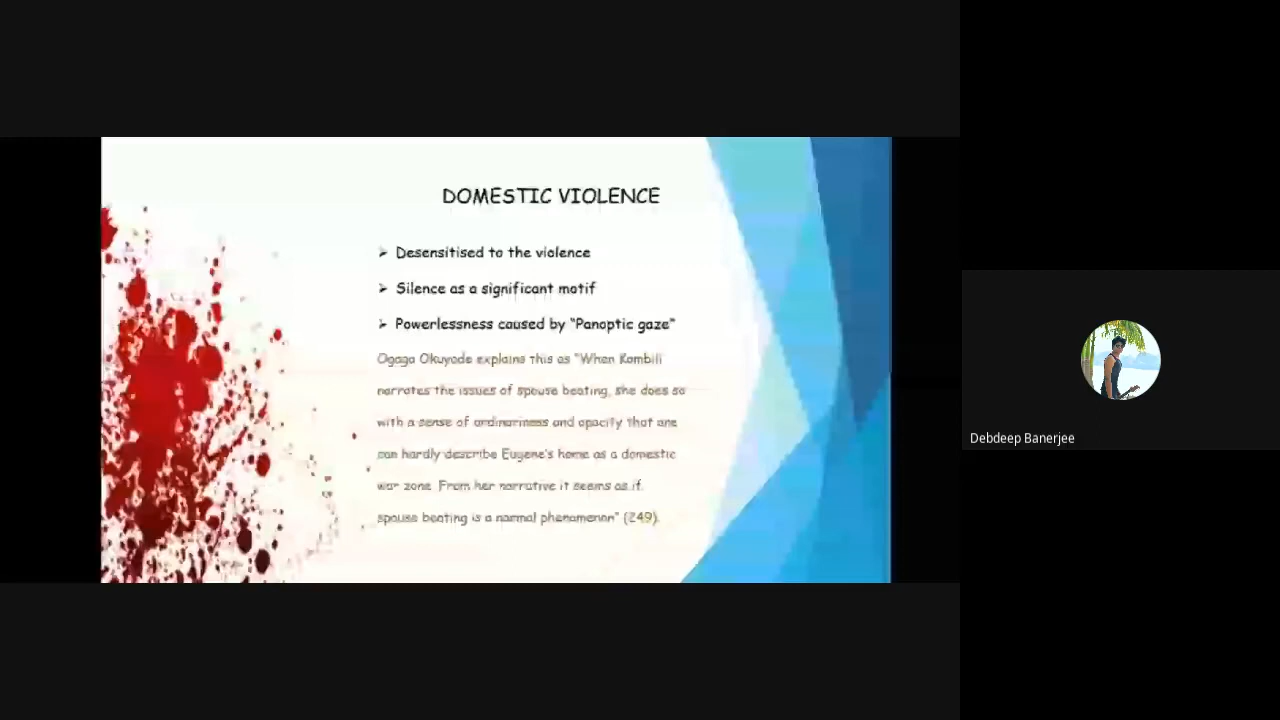 DOMESTIC VIOLENCE
➢ Desensitised to the violence
➢ Silence as a significant motif
➢ Powerlessness caused by "Panoptic gaze"
Ogaga Okuyade explains this as "When Kambili
narrates the issues of spouse beating, she does so
with a sense of ordinariness and opacity that one
can hardly describe Eugene's home as a domestic
war zone. From her narrative it seems as if
spouse beating is a normal phenomenon" (249).
Debdeep Banerjee